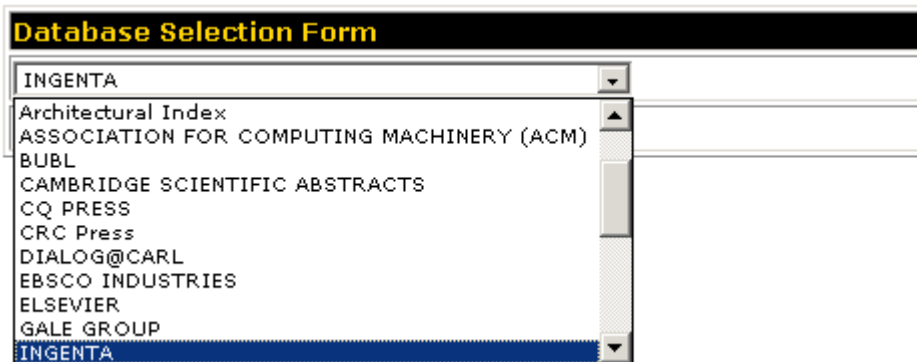 Database Selection Form
INGENTA
Architectural Index
ASSOCIATION FOR COMPUTING MACHINERY (ACM)
BUBL
CAMBRIDGE SCIENTIFIC ABSTRACTS
CQ PRESS
CRC Press
DIALOG@CARL
EBSCO INDUSTRIES
ELSEVIER
GALE GROUP
INGENTA